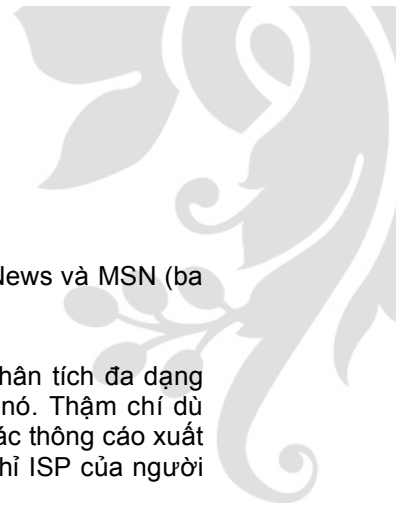 News và MSN (ba
hân tích đa dạng
nó. Thậm chí dù
ác thông cáo xuất
hỉ ISP của người